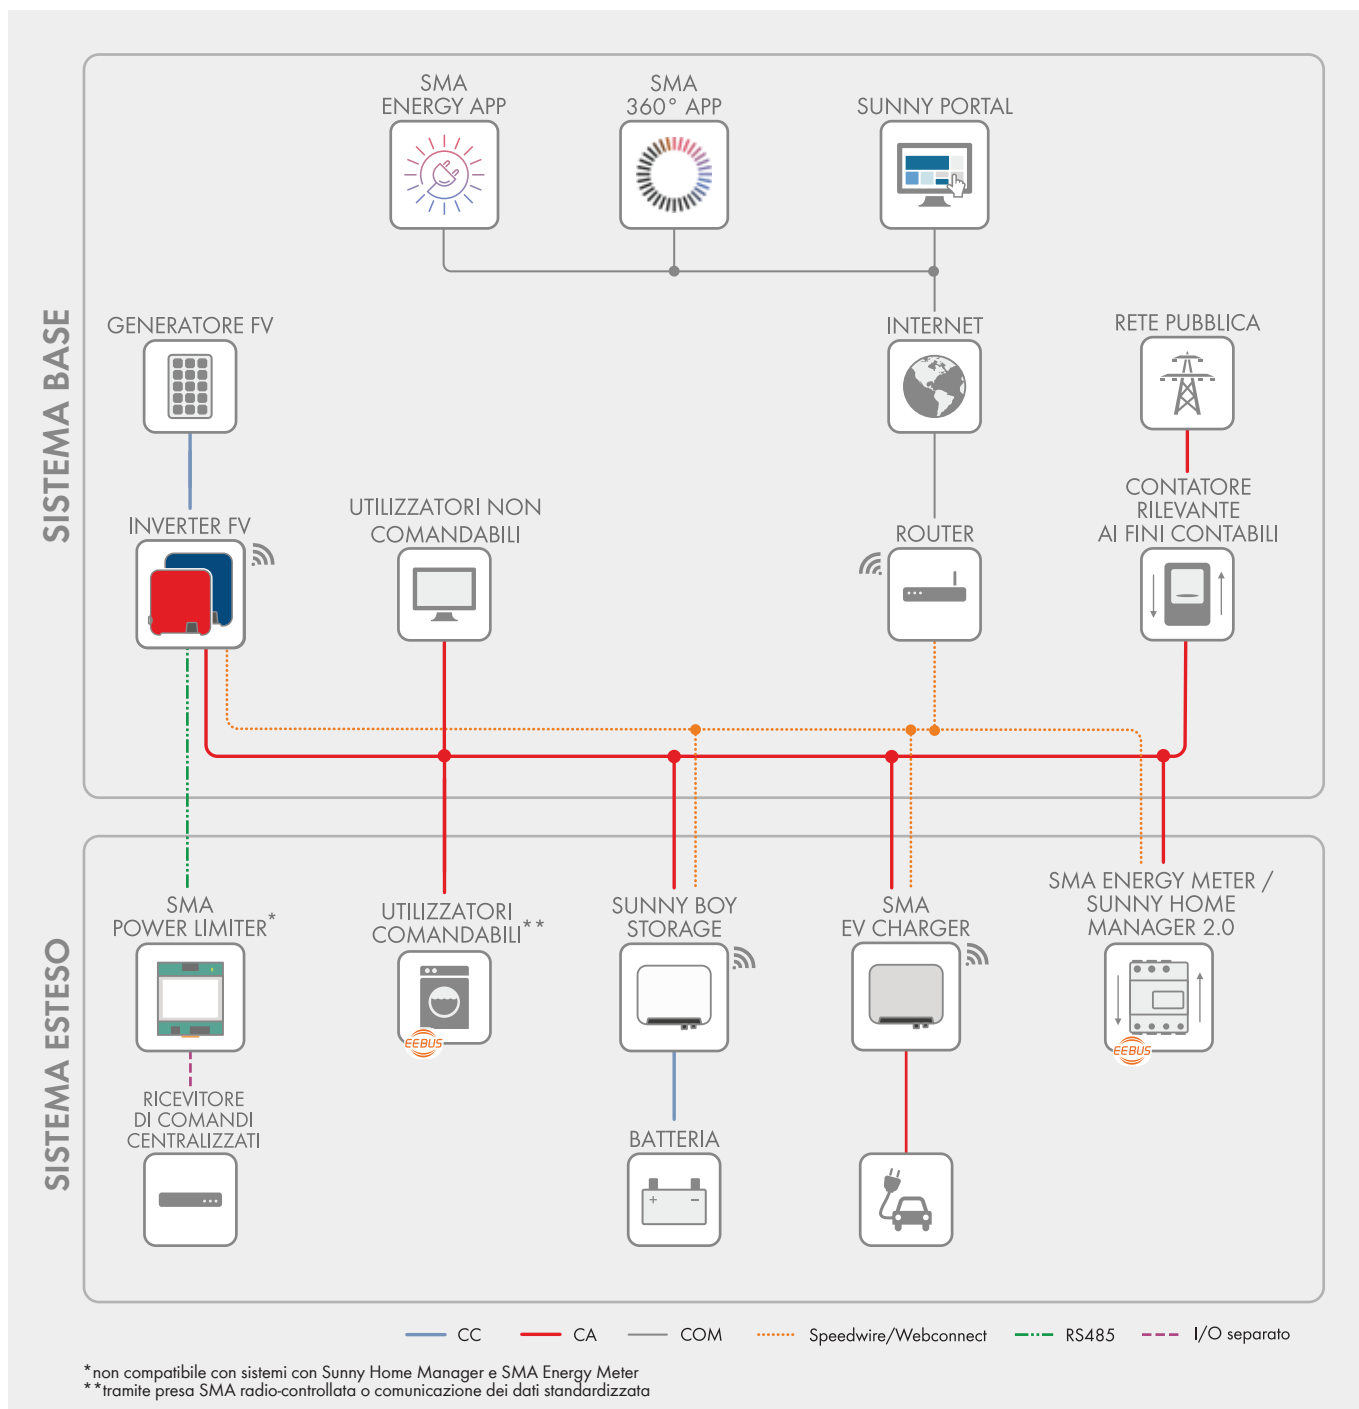 SMA
ENERGY APP
SMA
360° APP
SUNNY PORTAL
SISTEMA BASE
GENERATORE FV
INTERNET
RETE PUBBLICA
INVERTER FV
UTILIZZATORI NON
COMANDABILI
ROUTER
CONTATORE
RILEVANTE
AI FINI CONTABILI
SISTEMA ESTESO
SMA
POWER LIMITER*
UTILIZZATORI
COMANDABILI**
EEBUS
SUNNY BOY
STORAGE
SMA
EV CHARGER
SMA ENERGY METER /
SUNNY HOME
MANAGER 2.0
EEBUS
RICEVITORE
DI COMANDI
CENTRALIZZATI
BATTERIA
+ −
CC
CA
COM
Speedwire/Webconnect
RS485
I/O separato
*non compatibile con sistemi con Sunny Home Manager e SMA Energy Meter
**tramite presa SMA radio-controllata o comunicazione dei dati standardizzata